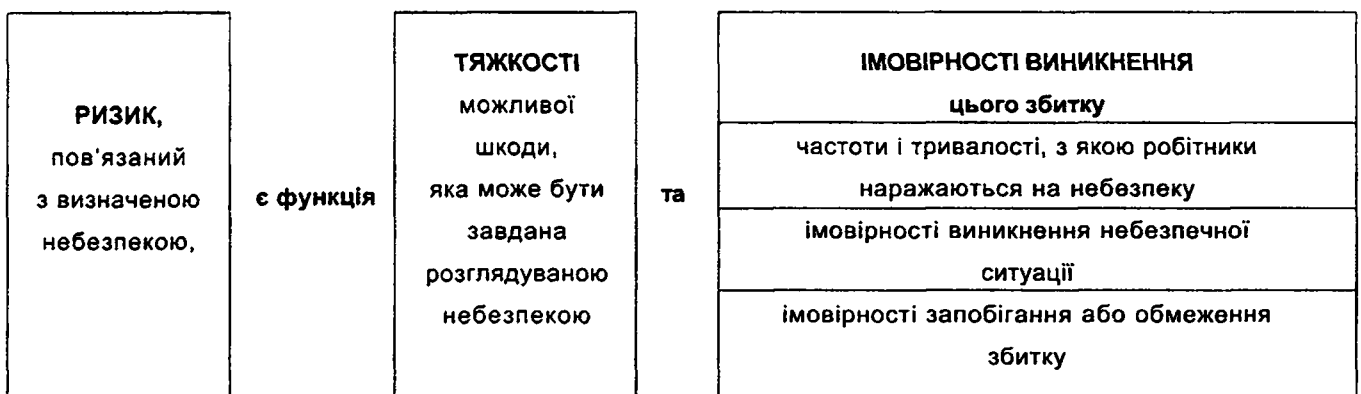 РИЗИК,
пов'язаний
з визначеною
небезпекою,
є функція
ТЯЖКОСТІ
можливої
шкоди,
яка може бути
завдана
розглядуваною
небезпекою
та
ІМОВІРНОСТІ ВИНИКНЕННЯ
цього збитку
частоти і тривалості, з якою робітники
наражаються на небезпеку
імовірності виникнення небезпечної
ситуації
імовірності запобігання або обмеження
збитку